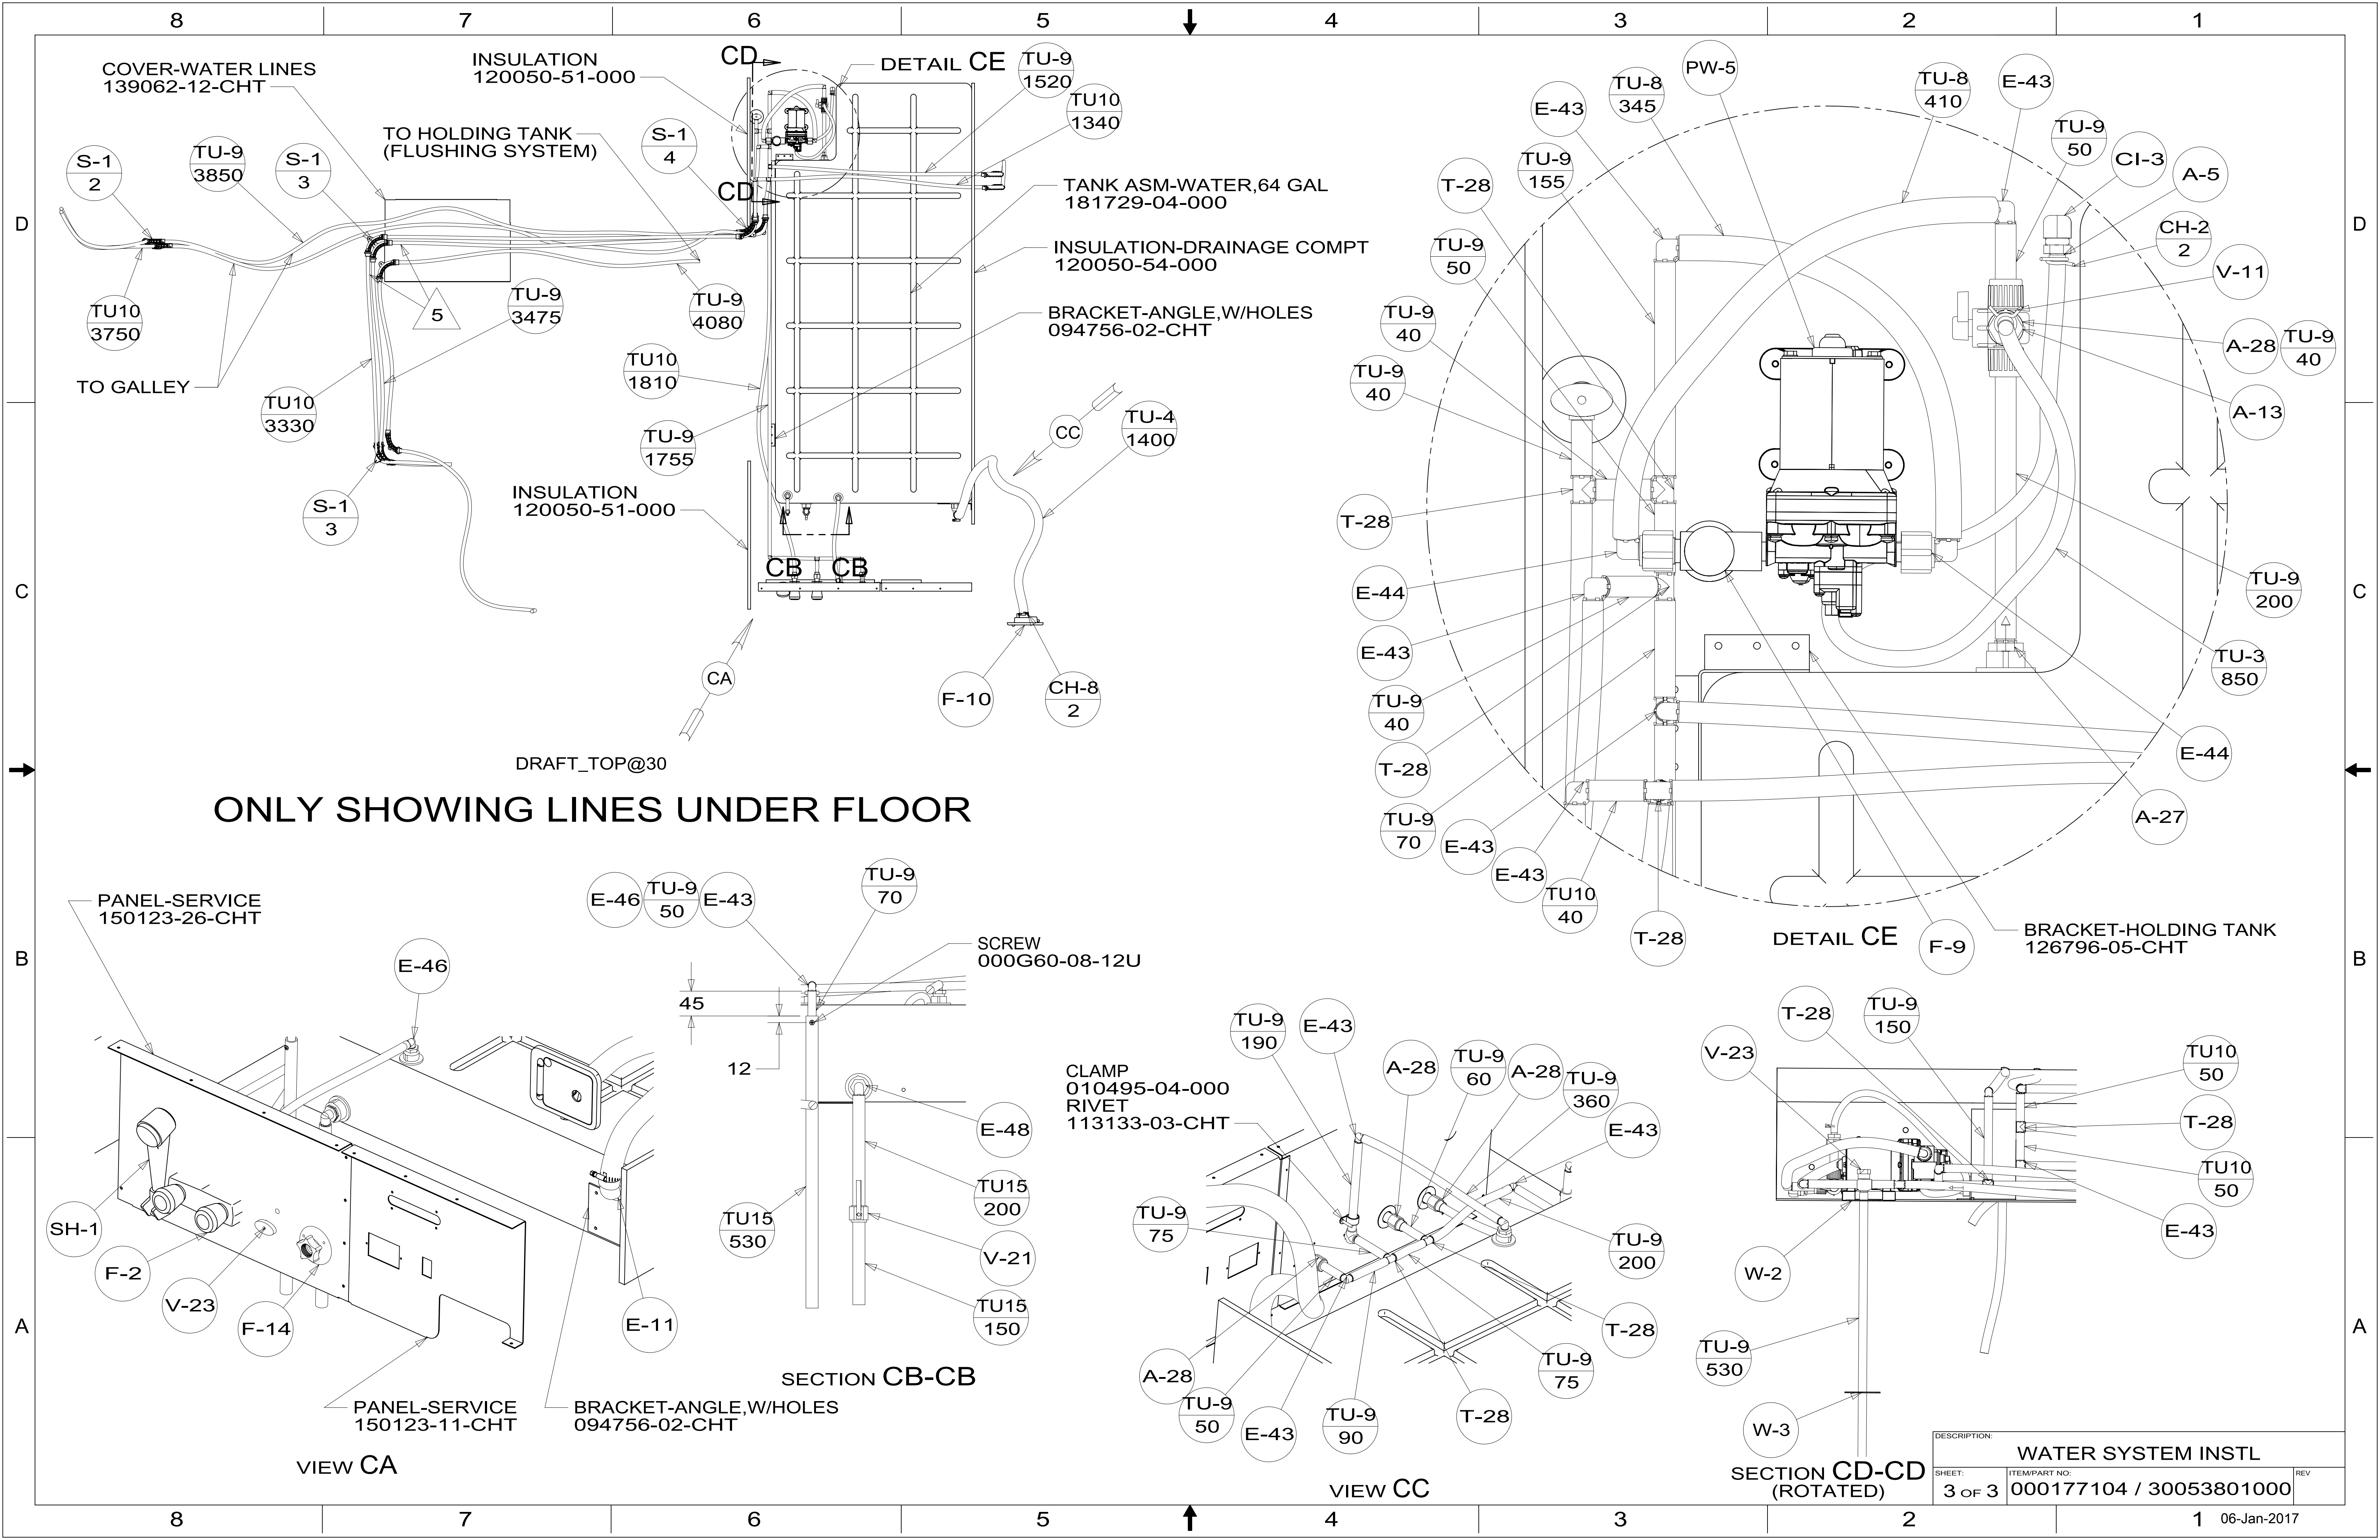 8 7 6 5 4 3 2 1
D
C
B
A
COVER-WATER LINES
139062-12-CHT
INSULATION
120050-51-000
CD
DETAIL CE
TU-9
1520
TU10
1340
TO HOLDING TANK
(FLUSHING SYSTEM)
S-1
4
S-1
2
TU-9
3850
S-1
3
CD
TANK ASM-WATER,64 GAL
181729-04-000
INSULATION-DRAINAGE COMPT
120050-54-000
BRACKET-ANGLE,W/HOLES
094756-02-CHT
TU10
3750
5
TU-9
3475
TU-9
4080
TO GALLEY
TU10
3330
TU10
1810
TU-9
1755
CC
TU-4
1400
S-1
3
INSULATION
120050-51-000
CB
CB
CA
F-10
CH-8
2
DRAFT_TOP@30
ONLY SHOWING LINES UNDER FLOOR
PW-5
TU-8
345
TU-8
410
E-43
E-43
TU-9
50
CI-3
A-5
TU-9
155
T-28
CH-2
2
TU-9
50
V-11
TU-9
40
A-28
TU-9
40
TU-9
40
A-13
T-28
E-44
TU-9
200
E-43
TU-3
850
TU-9
40
E-44
T-28
A-27
TU-9
70
E-43
E-43
TU10
40
T-28
DETAIL CE
F-9
BRACKET-HOLDING TANK
126796-05-CHT
PANEL-SERVICE
150123-26-CHT
E-46
SH-1
F-2
V-23
F-14
E-11
PANEL-SERVICE
150123-11-CHT
BRACKET-ANGLE,W/HOLES
094756-02-CHT
VIEW CA
E-46
TU-9
50
E-43
TU-9
70
SCREW
000G60-08-12U
45
12
E-48
TU15
200
TU15
530
V-21
TU15
150
SECTION CB-CB
TU-9
190
E-43
A-28
TU-9
60
A-28
TU-9
360
E-43
CLAMP
010495-04-000
RIVET
113133-03-CHT
TU-9
75
TU-9
200
T-28
A-28
TU-9
50
E-43
TU-9
90
T-28
TU-9
75
VIEW CC
T-28
TU-9
150
V-23
TU10
50
T-28
TU10
50
E-43
W-2
TU-9
530
W-3
SECTION CD-CD
(ROTATED)
DESCRIPTION:
WATER SYSTEM INSTL
SHEET:
3 OF 3
ITEM/PART NO:
000177104 / 30053801000
REV
D
C
B
A
8 7 6 5 4 3 2 1
06-Jan-2017